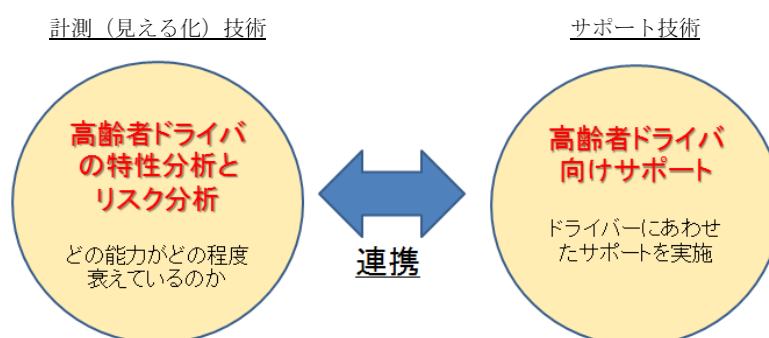 計測（見える化）技術
サポート技術
高齢者ドライバ
の特性分析と
リスク分析
どの能力がどの程度
衰えているのか
連携
高齢者ドライバ
向けサポート
ドライバーにあわせ
たサポートを実施